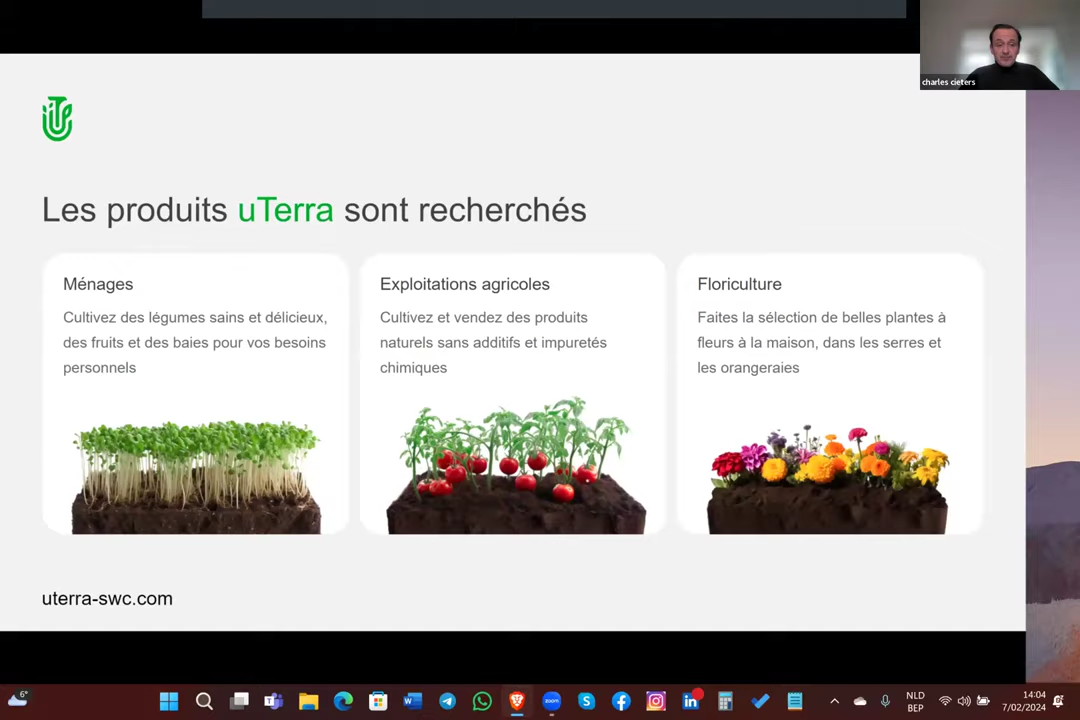 charles cieters
Les produits uTerra sont recherchés
Ménages
Cultivez des légumes sains et délicieux,
des fruits et des baies pour vos besoins
personnels
Exploitations agricoles
Cultivez et vendez des produits
naturels sans additifs et impuretés
chimiques
Floriculture
Faites la sélection de belles plantes à
fleurs à la maison, dans les serres et
les orangeraies
uterra-swc.com
6°
zoom
NLD
BEP
14:04
7/02/2024